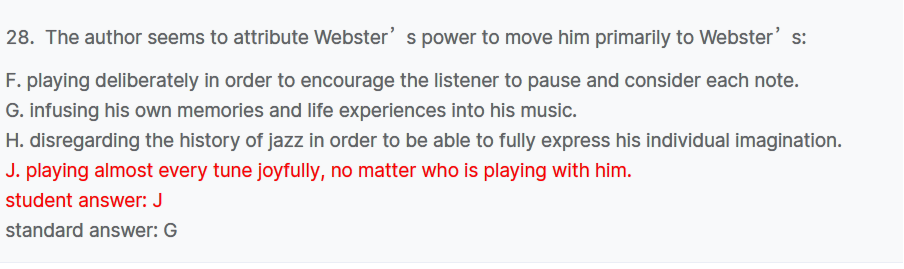 28. The author seems to attribute Webster’ s power to move him primarily to Webster’ s:
F. playing deliberately in order to encourage the listener to pause and consider each note.
G. infusing his own memories and life experiences into his music.
H. disregarding the history of jazz in order to be able to fully express his individual imagination.
J. playing almost every tune joyfully, no matter who is playing with him.
student answer: J
standard answer: G